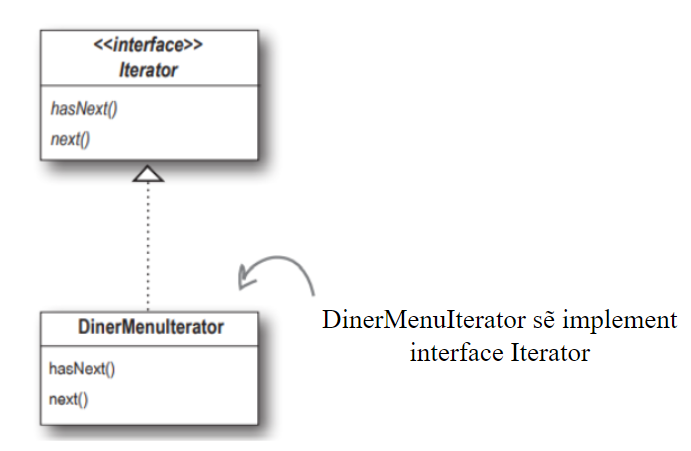 <<interface>>
Iterator
hasNext()
next()
DinerMenuIterator
hasNext()
next()
DinerMenuIterator sẽ implement
interface Iterator